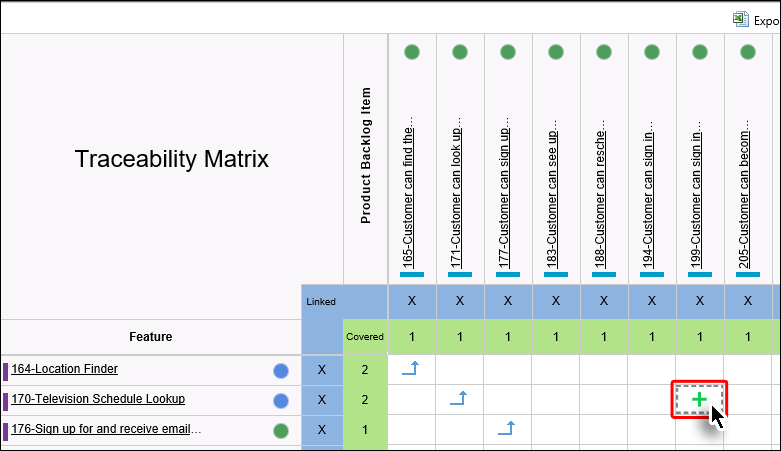 Expo
Traceability Matrix
Product Backlog Item
165-Customer can find the...
171-Customer can look up...
177-Customer can sign up...
183-Customer can see up...
188-Customer can resche...
194-Customer can sign in...
199-Customer can sign in...
205-Customer can becom...
Linked X X X X X X X X
Feature Covered 1 1 1 1 1 1 1 1
164-Location Finder X 2
170-Television Schedule Lookup X 2
176-Sign up for and receive email... X 1